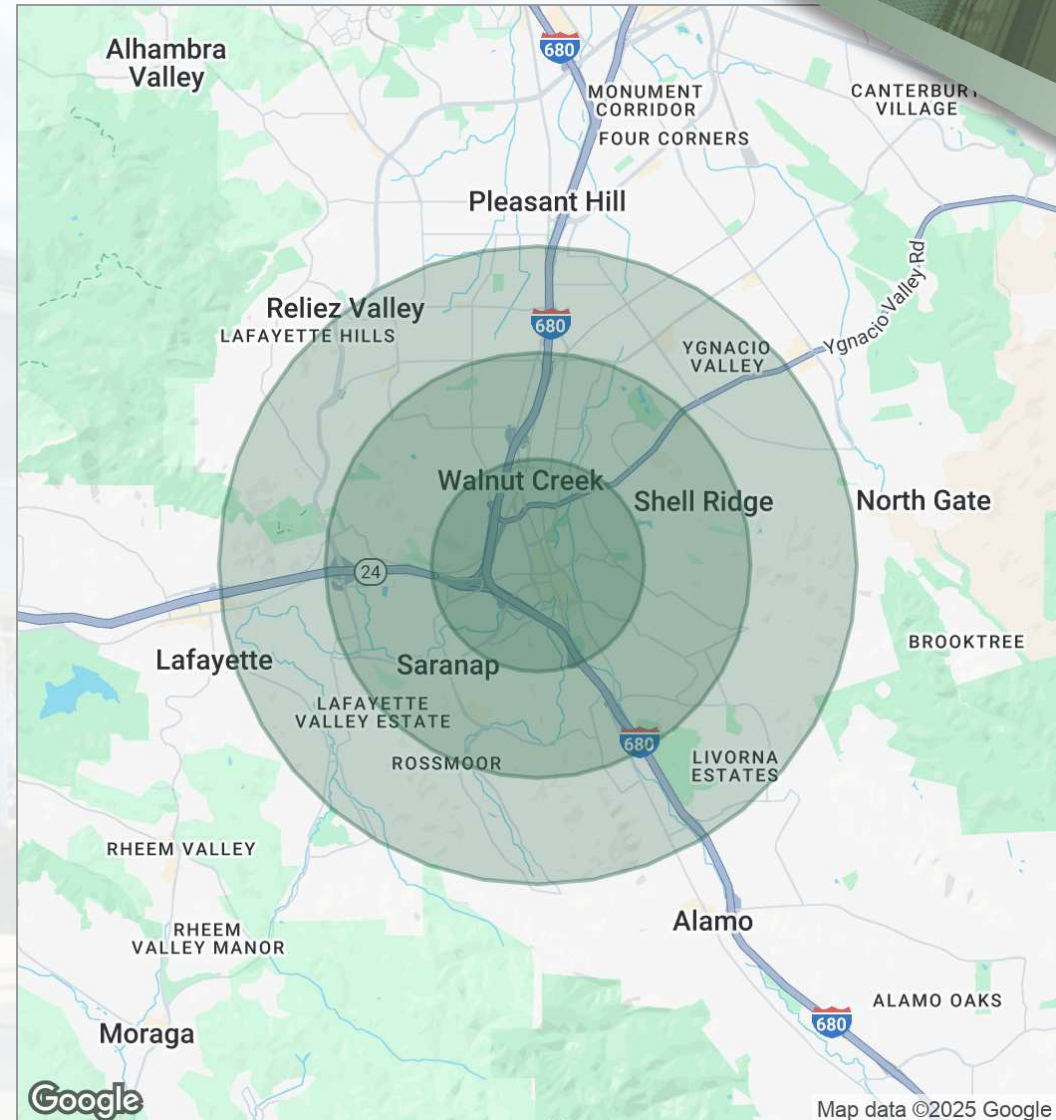 Alhambra
Valley
680
MONUMENT
CORRIDOR
CANTERBURY
VILLAGE
FOUR CORNERS
Pleasant Hill
Ygnacio Valley Rd
Reliez Valley
LAFAYETTE HILLS
680
YGNACIO
VALLEY
Walnut Creek
Shell Ridge
North Gate
24
BROOKTREE
Lafayette
Saranap
LAFAYETTE
VALLEY ESTATE
680
ROSSMOOR
LIVORNA
ESTATES
RHEEM VALLEY
Alamo
RHEEM
VALLEY MANOR
ALAMO OAKS
680
Moraga
Google
Map data ©2025 Google